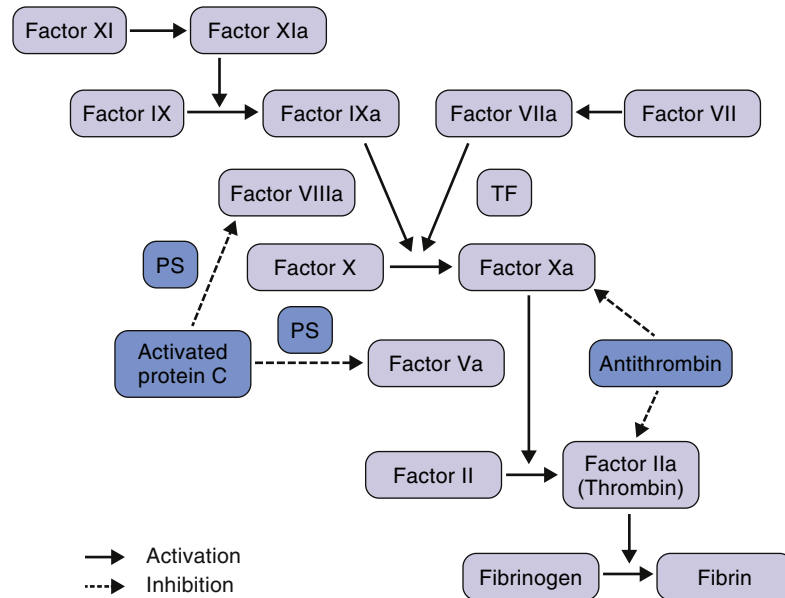 Factor XI
Factor XIa
Factor IX
Factor IXa
Factor VIIa
Factor VII
Factor VIIIa
TF
PS
Factor X
Factor Xa
PS
Activated
protein C
Factor Va
Antithrombin
Factor II
Factor IIa
(Thrombin)
Activation
Inhibition
Fibrinogen
Fibrin